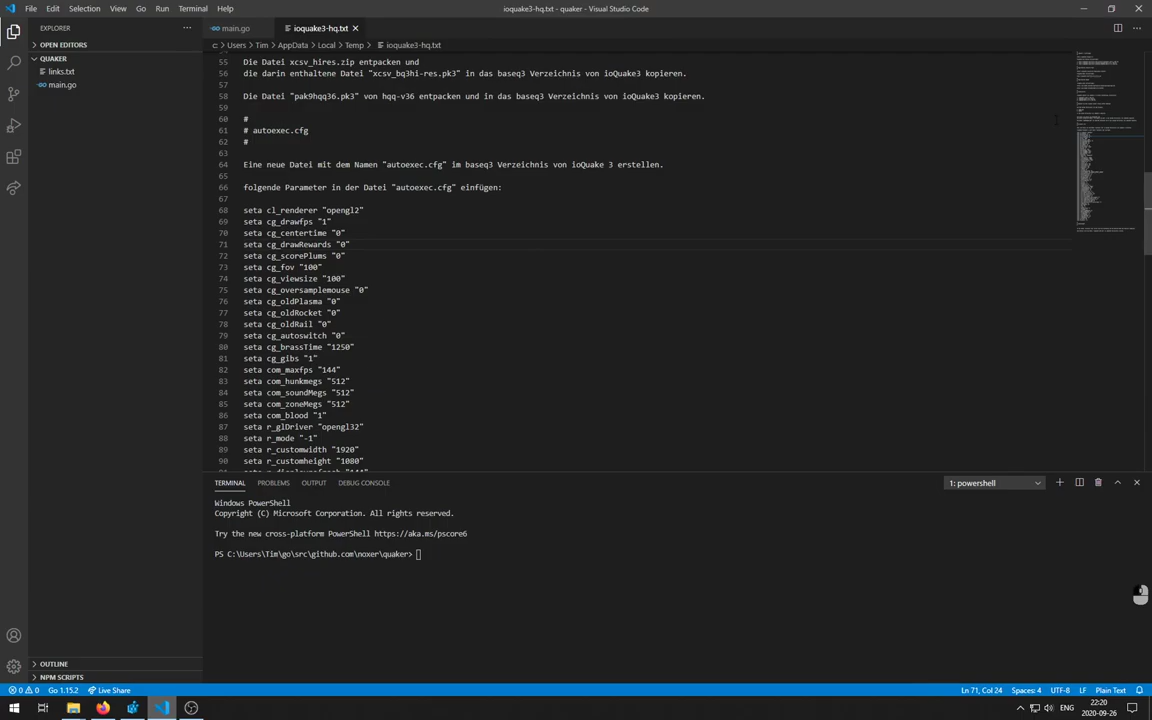 File Edit Selection View Go Run Terminal Help
ioquake3-hq.txt - quaker - Visual Studio Code
EXPLORER
main.go
ioquake3-hq.txt
OPEN EDITORS
c: > Users > Tim > AppData > Local > Temp > ioquake3-hq.txt
QUAKER
links.txt
main.go
55 Die Datei xcsv_hires.zip entpacken und
56 die darin enthaltene Datei "xcsv_bq3hi-res.pk3" in das baseq3 Verzeichnis von ioQuake3 kopieren.
57
58 Die Datei "pak9hqq36.pk3" von hqq-v36 entpacken und in das baseq3 Verzeichnis von ioQuake3 kopieren.
59
60 #
61 # autoexec.cfg
62 #
63
64 Eine neue Datei mit dem Namen "autoexec.cfg" im baseq3 Verzeichnis von ioQuake 3 erstellen.
65
66 folgende Parameter in der Datei "autoexec.cfg" einfügen:
67
68 seta cl_renderer "opengl2"
69 seta cg_drawfps "1"
70 seta cg_centertime "0"
71 seta cg_drawRewards "0"
72 seta cg_scorePlums "0"
73 seta cg_fov "100"
74 seta cg_viewsize "100"
75 seta cg_oversamplemouse "0"
76 seta cg_oldPlasma "0"
77 seta cg_oldRocket "0"
78 seta cg_oldRail "0"
79 seta cg_autoswitch "0"
80 seta cg_brassTime "1250"
81 seta cg_gibs "1"
82 seta com_maxfps "144"
83 seta com_hunkmegs "512"
84 seta com_soundMegs "512"
85 seta com_zoneMegs "512"
86 seta com_blood "1"
87 seta r_glDriver "opengl32"
88 seta r_mode "-1"
89 seta r_customwidth "1920"
90 seta r_customheight "1080"
TERMINAL PROBLEMS OUTPUT DEBUG CONSOLE
1: powershell
Windows PowerShell
Copyright (C) Microsoft Corporation. All rights reserved.
Try the new cross-platform PowerShell https://aka.ms/pscore6
PS C:\Users\Tim\go\src\github.com\noxer\quaker>
OUTLINE
NPM SCRIPTS
0 0 Go 1.15.2 Live Share
Ln 71, Col 24 Spaces: 4 UTF-8 LF Plain Text
ENG
22:20
2020-09-26